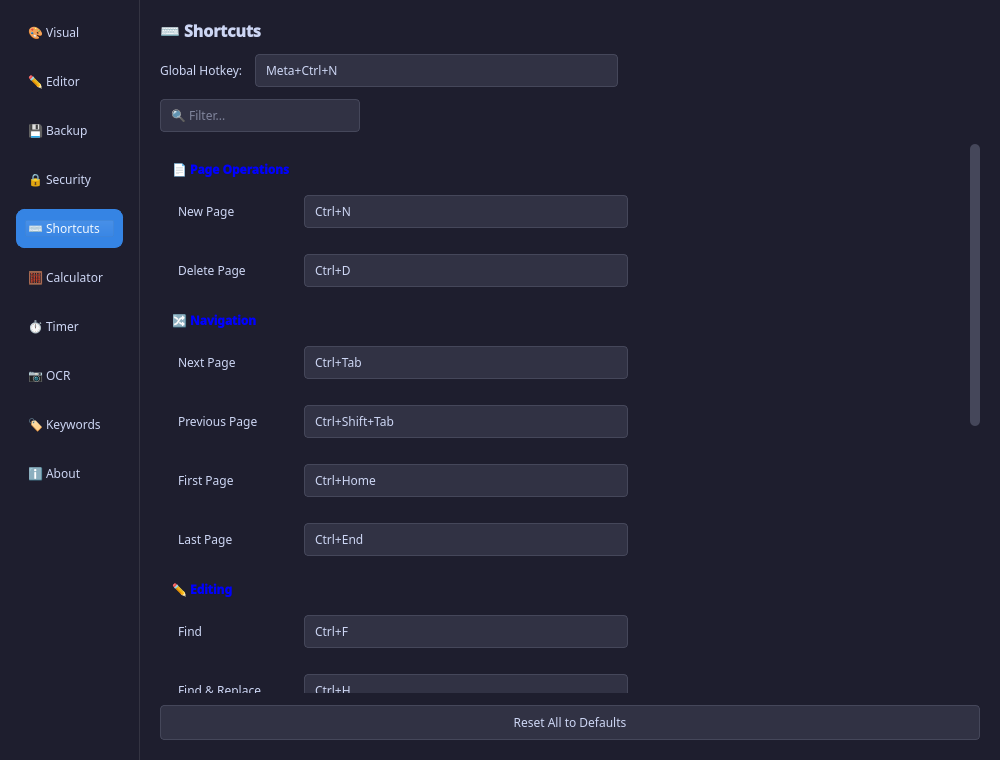 Visual
Editor
Backup
Security
Shortcuts
Calculator
Timer
OCR
Keywords
About
Shortcuts
Global Hotkey: Meta+Ctrl+N
Filter...
Page Operations
New Page Ctrl+N
Delete Page Ctrl+D
Navigation
Next Page Ctrl+Tab
Previous Page Ctrl+Shift+Tab
First Page Ctrl+Home
Last Page Ctrl+End
Editing
Find Ctrl+F
Find & Replace Ctrl+H
Reset All to Defaults